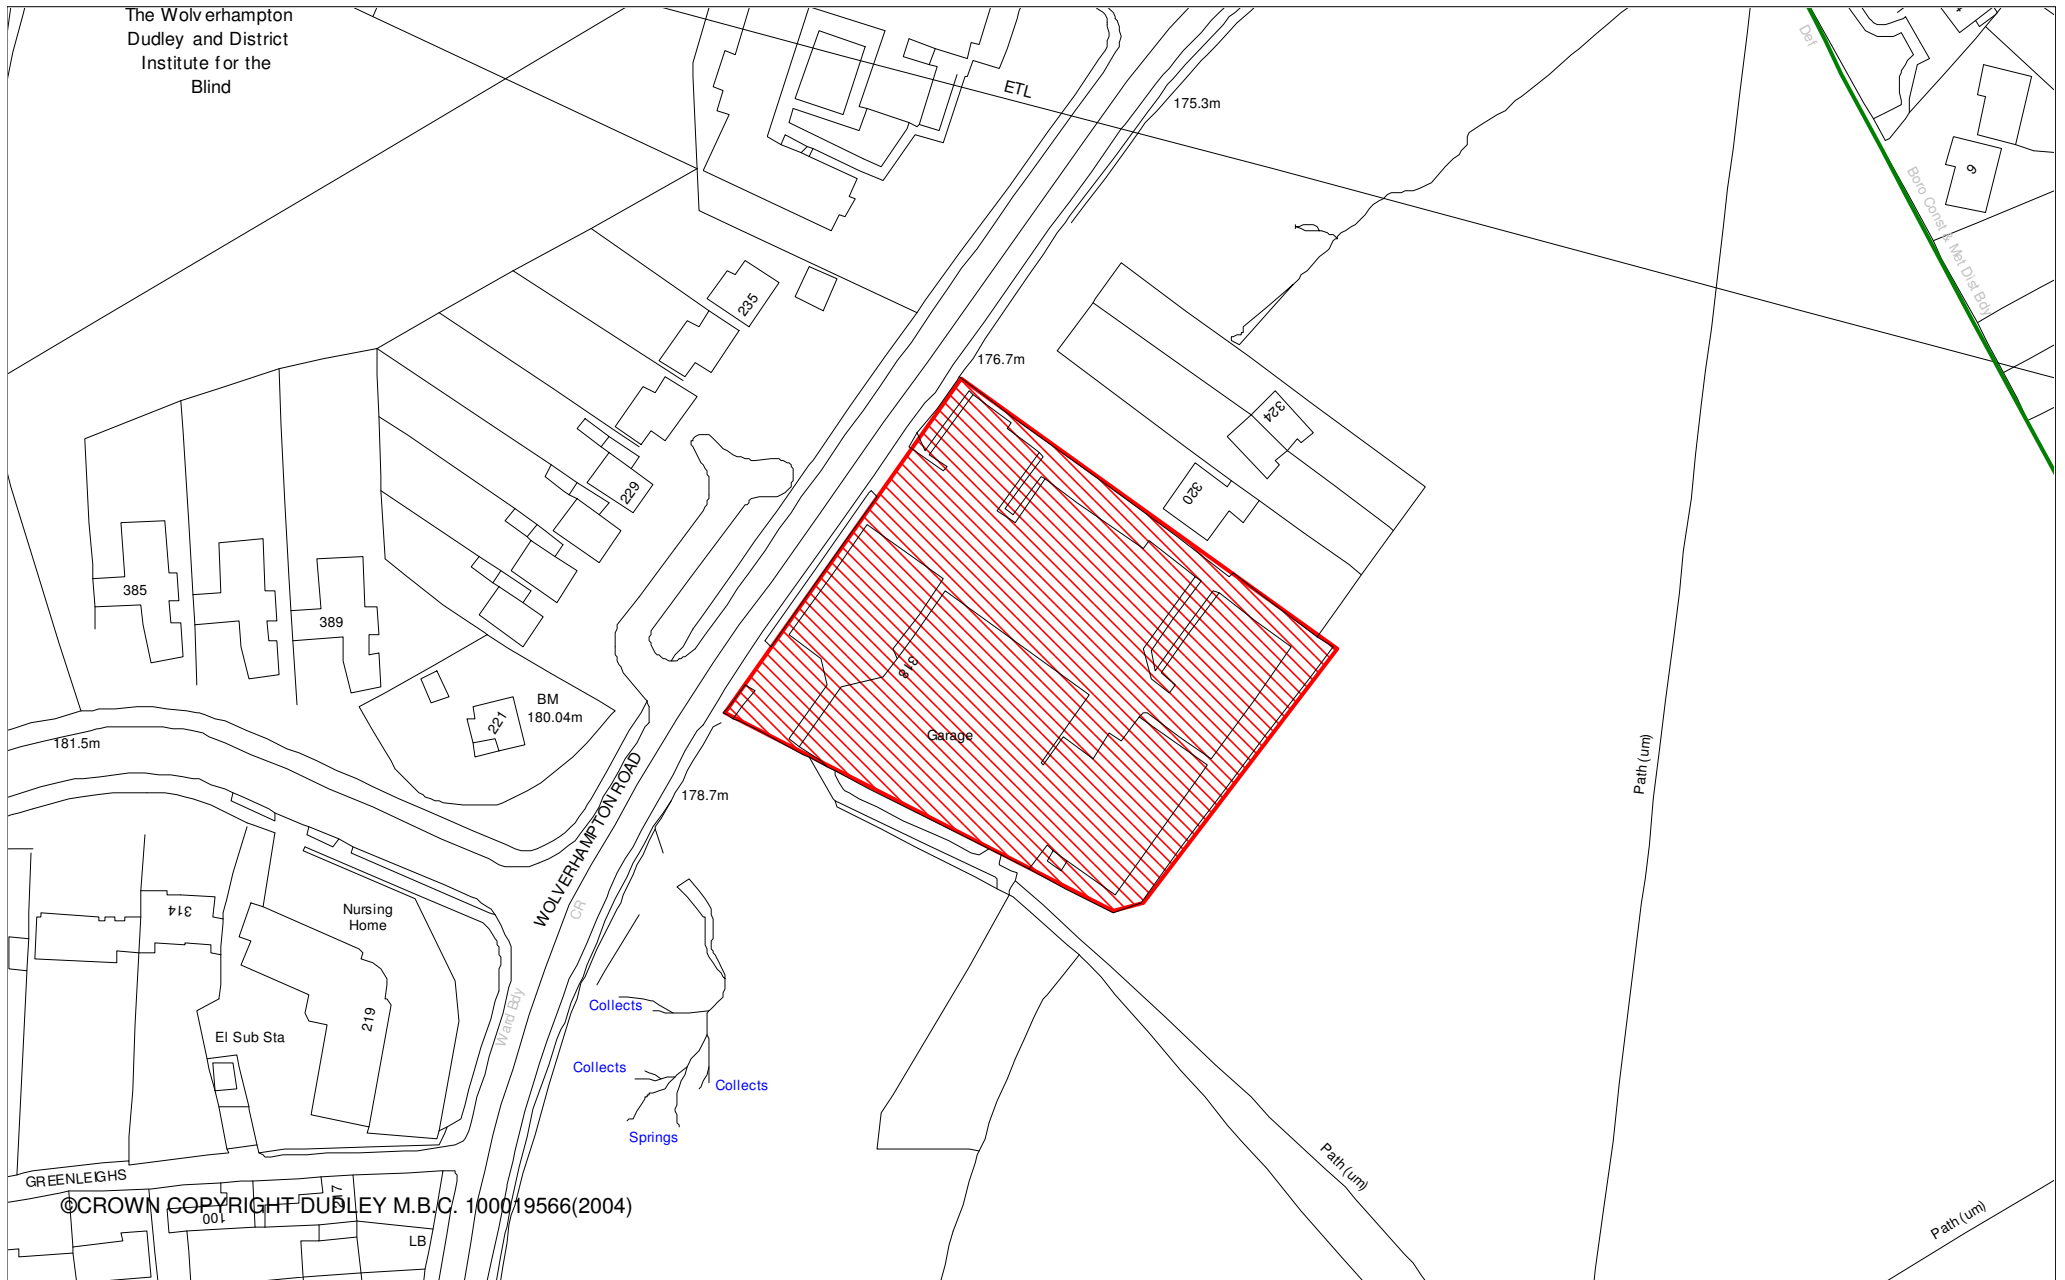 The Wolverhampton
Dudley and District
Institute for the
Blind
ETL
175.3m
Def
Boro Const & Met Dist Bdy
9
235
176.7m
324
320
229
385
389
318
221
BM
180.04m
181.5m
Garage
WOLVERHAMPTON ROAD
178.7m
CR
Path (um)
314
Nursing
Home
219
El Sub Sta
Ward Bdy
Collects
Collects
Collects
Springs
Path (um)
Path (um)
GREENLEIGHS
217
©CROWN COPYRIGHT DUDLEY M.B.C. 100019566(2004)
100
LB